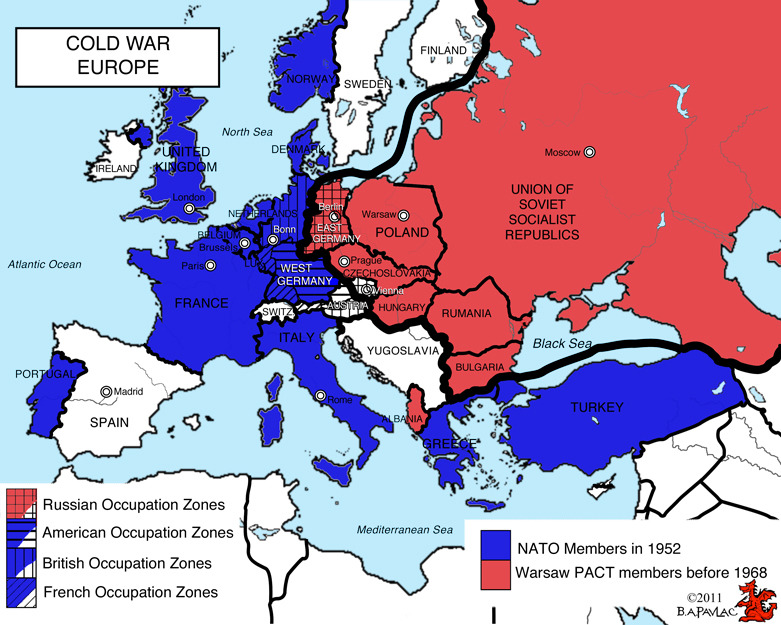 COLD WAR
EUROPE
FINLAND
NORWAY
SWEDEN
North Sea
DENMARK
IRELAND
UNITED
KINGDOM
London
Moscow
UNION OF
SOVIET
SOCIALIST
REPUBLICS
NETHERLANDS
Berlin
EAST
GERMANY
Warsaw
POLAND
BELGIUM
Brussels
Bonn
LUX
Atlantic Ocean
Paris
WEST
GERMANY
Prague
CZECHOSLOVAKIA
Vienna
AUSTRIA
HUNGARY
FRANCE
SWITZ
RUMANIA
ITALY
YUGOSLAVIA
Black Sea
BULGARIA
PORTUGAL
Madrid
SPAIN
Rome
ALBANIA
GREECE
TURKEY
Mediterranean Sea
Russian Occupation Zones
American Occupation Zones
British Occupation Zones
French Occupation Zones
NATO Members in 1952
Warsaw PACT members before 1968
©2011
B.A.PAVLAC